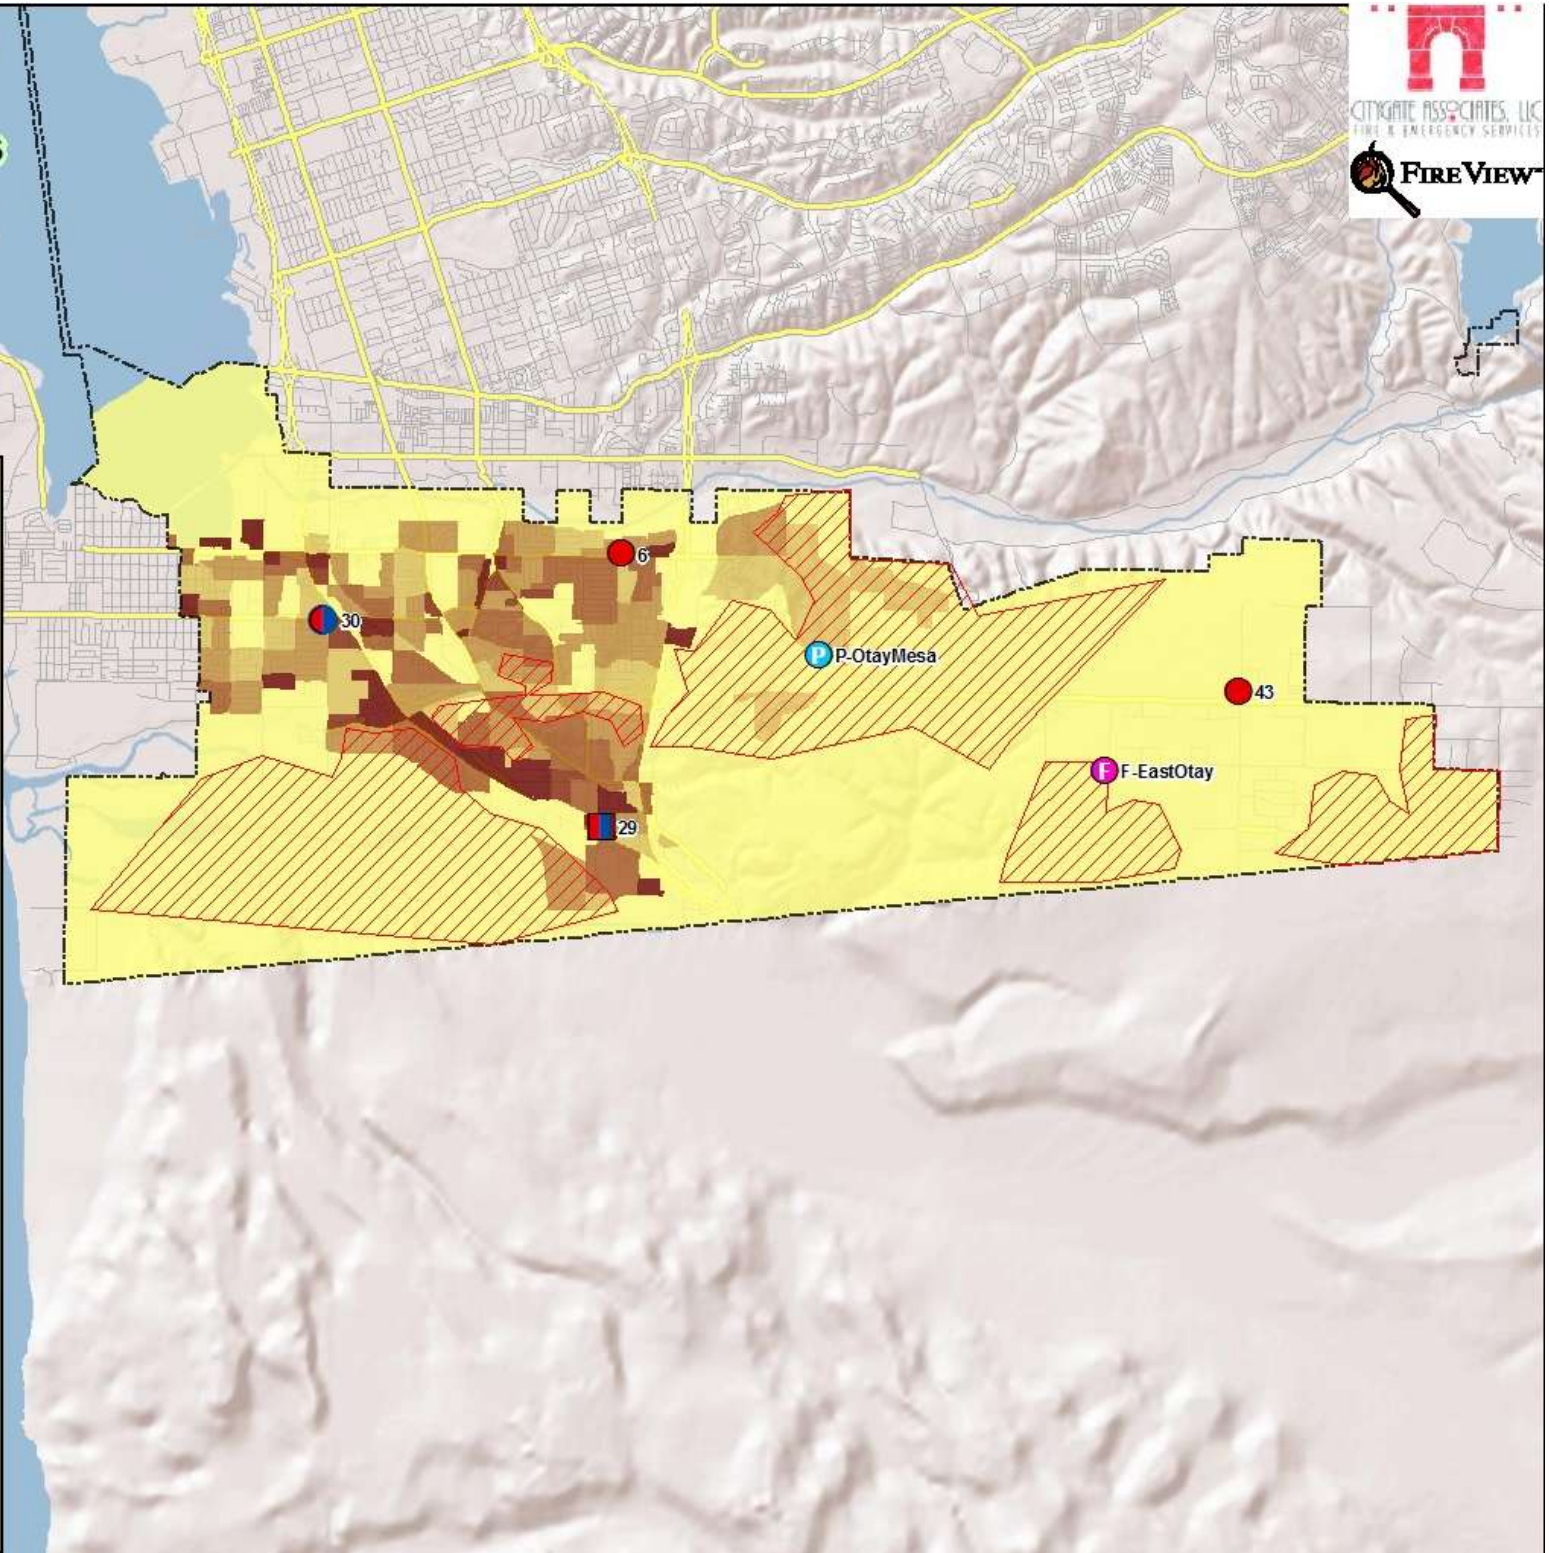 CITYGATE ASSOCIATES, LLC
FIRE & EMERGENCY SERVICES
FIREVIEW
6
30
P
P-OtayMesa
43
F
F-EastOtay
29